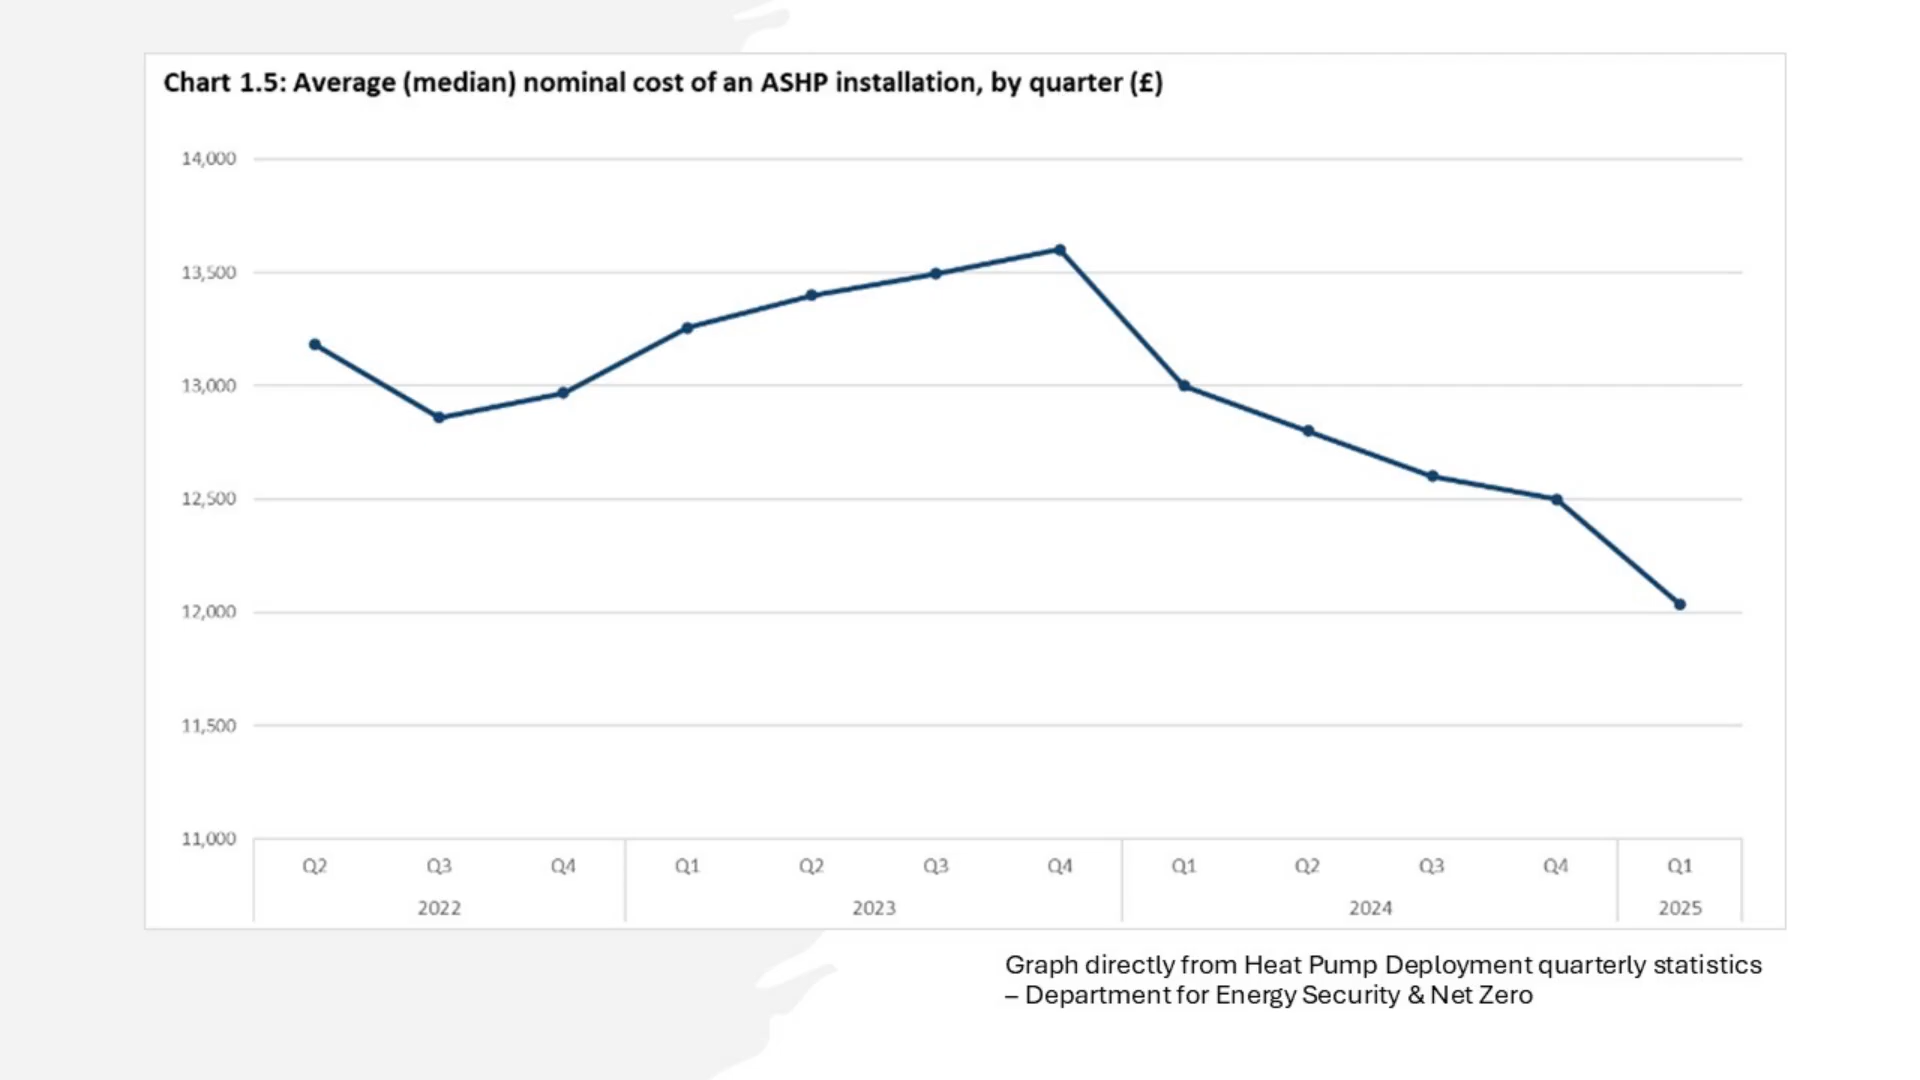 Chart 1.5: Average (median) nominal cost of an ASHP installation, by quarter (£)
14,000
13,500
13,000
12,500
12,000
11,500
11,000
Q2 Q3 Q4 Q1 Q2 Q3 Q4 Q1 Q2 Q3 Q4 Q1
2022 2023 2024 2025
Graph directly from Heat Pump Deployment quarterly statistics
– Department for Energy Security & Net Zero